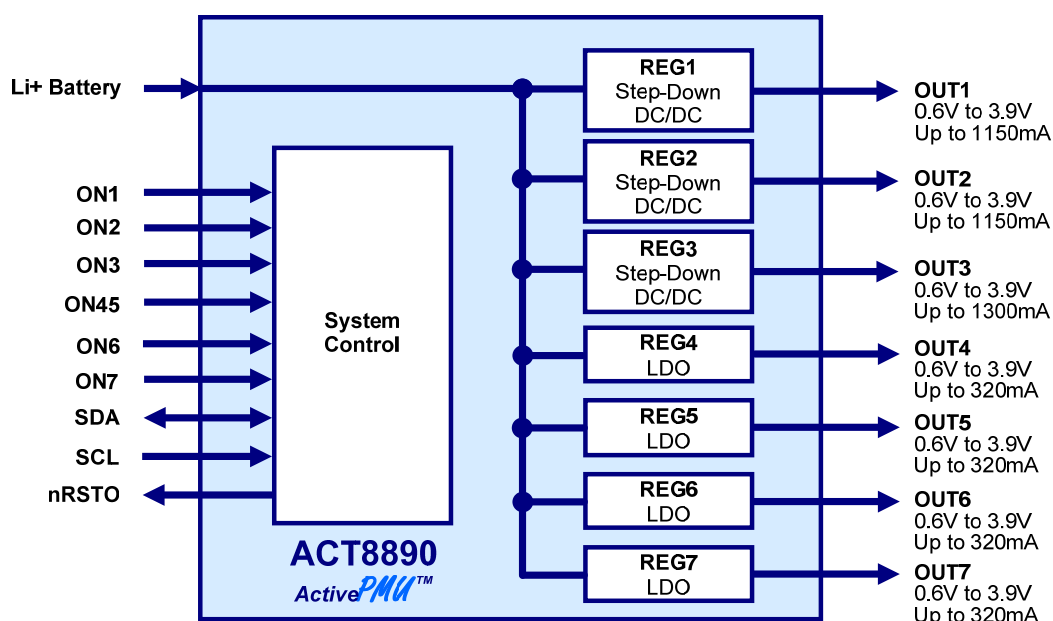 Li+ Battery
ON1
ON2
ON3
ON45
ON6
ON7
SDA
SCL
nRSTO
System
Control
ACT8890
ActivePMU™
REG1
Step-Down
DC/DC
REG2
Step-Down
DC/DC
REG3
Step-Down
DC/DC
REG4
LDO
REG5
LDO
REG6
LDO
REG7
LDO
OUT1
0.6V to 3.9V
Up to 1150mA
OUT2
0.6V to 3.9V
Up to 1150mA
OUT3
0.6V to 3.9V
Up to 1300mA
OUT4
0.6V to 3.9V
Up to 320mA
OUT5
0.6V to 3.9V
Up to 320mA
OUT6
0.6V to 3.9V
Up to 320mA
OUT7
0.6V to 3.9V
Up to 320mA